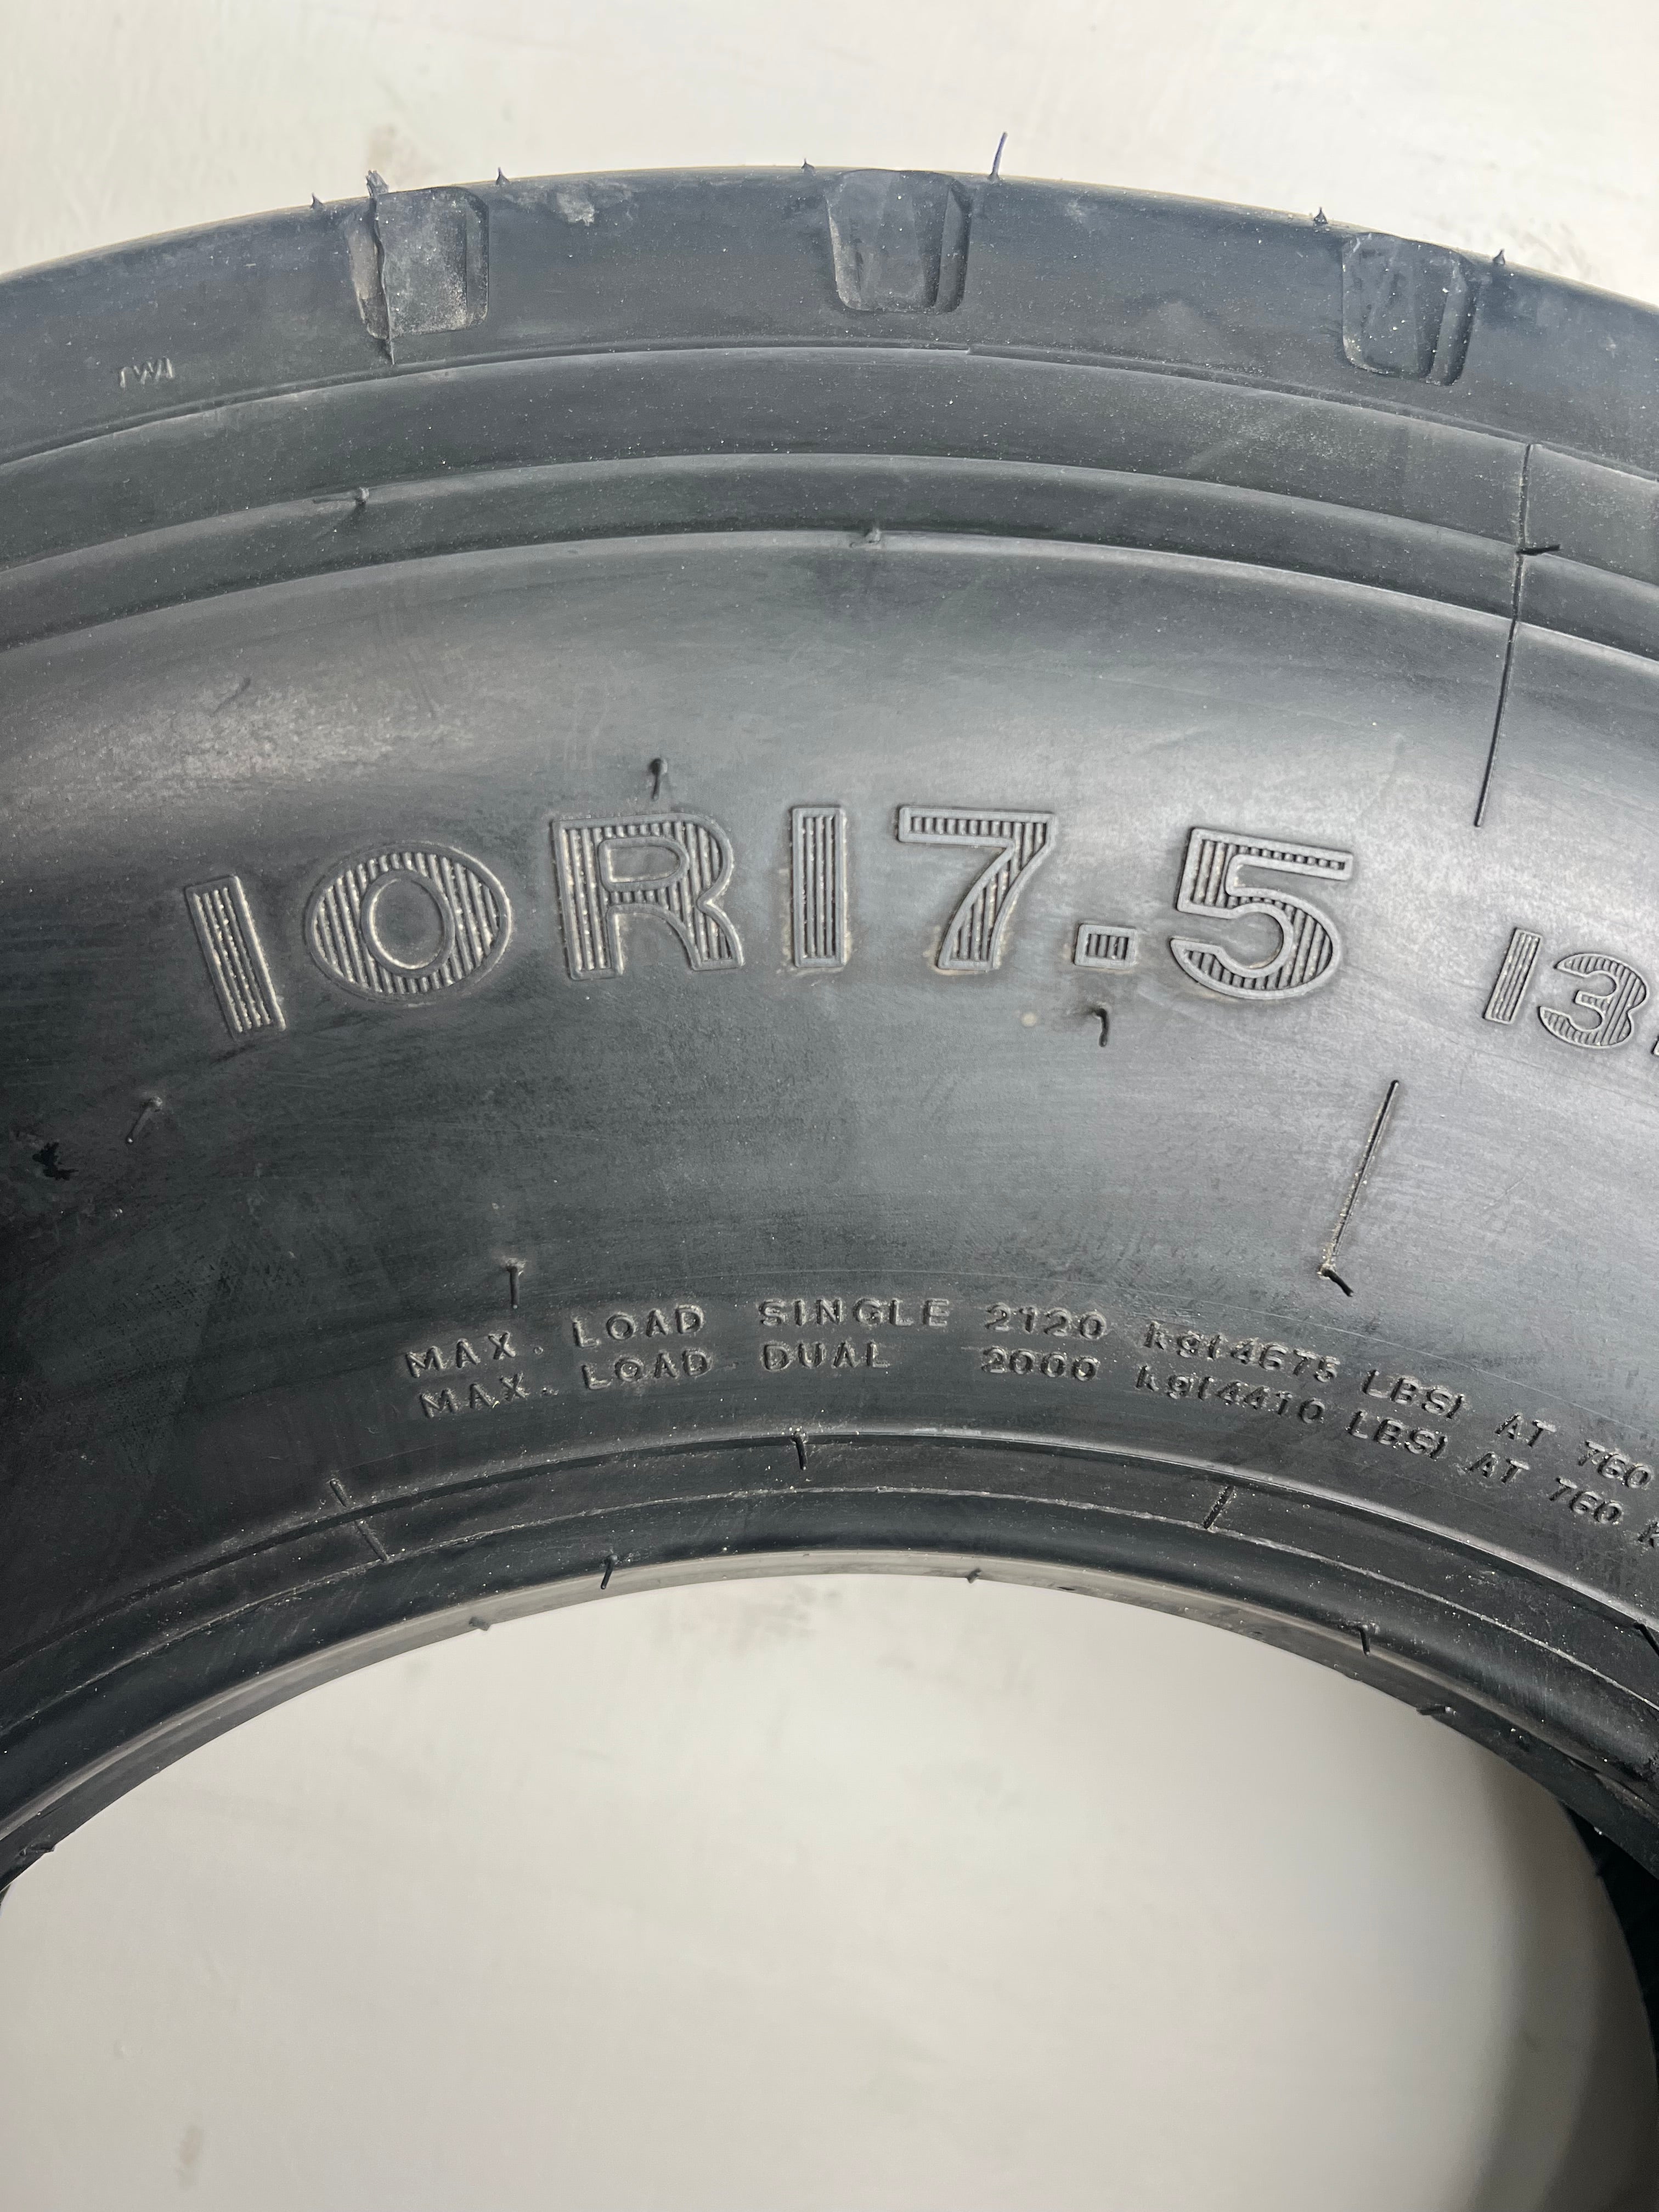 TWI
10R17.5 13
MAX. LOAD SINGLE 2120 kg(4675 LBS) AT 760
MAX. LOAD DUAL 2000 kg(4410 LBS) AT 760 K